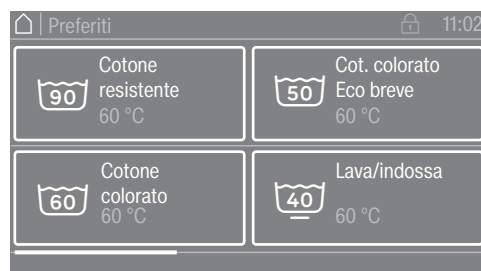 Preferiti 11:02
Cotone
resistente
90
60 °C
Cot. colorato
Eco breve
50
60 °C
Cotone
colorato
60
60 °C
Lava/indossa
40
60 °C